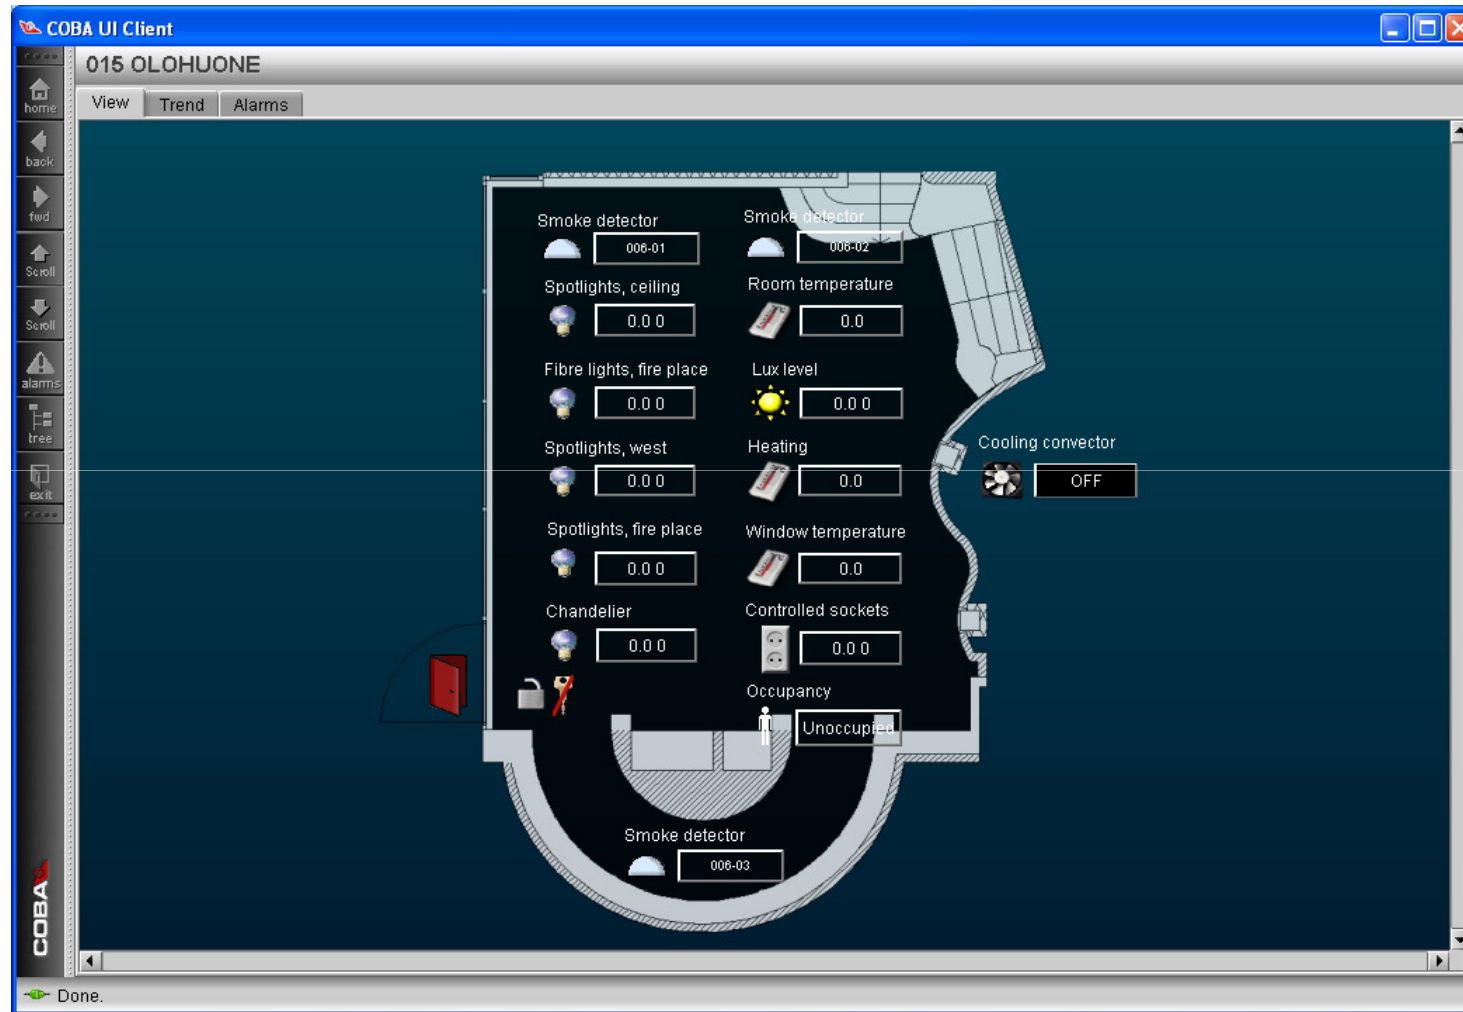 COBA UI Client
015 OLOHUONE
home
back
fwd
Scroll
Scroll
alarms
tree
exit
COBA
View Trend Alarms
Smoke detector
006-01
Smoke detector
006-02
Spotlights, ceiling
0.0 0
Room temperature
0.0
Fibre lights, fire place
0.0 0
Lux level
0.0 0
Spotlights, west
0.0 0
Heating
0.0
Cooling convector
OFF
Spotlights, fire place
0.0 0
Window temperature
0.0
Chandelier
0.0 0
Controlled sockets
0.0 0
Occupancy
Unoccupied
Smoke detector
006-03
Done.